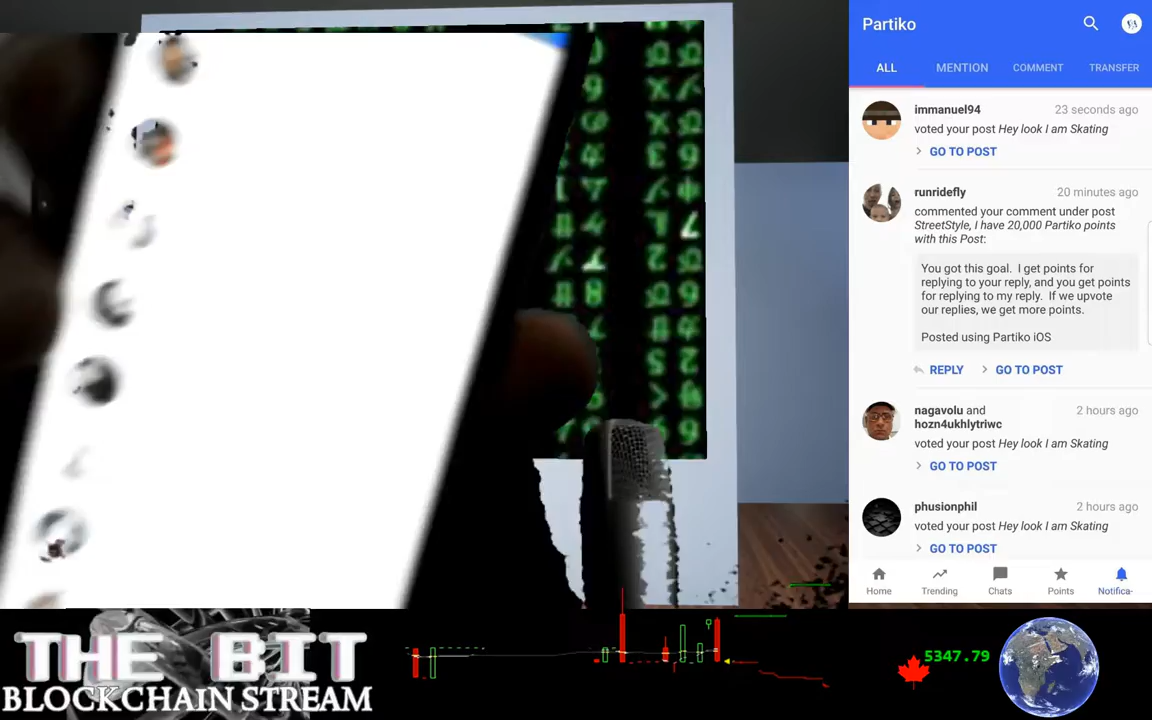 Partiko
ALL MENTION COMMENT TRANSFER
immanuel94 23 seconds ago
voted your post Hey look I am Skating
> GO TO POST
runridefly 20 minutes ago
commented your comment under post
StreetStyle, I have 20,000 Partiko points
with this Post:
You got this goal. I get points for
replying to your reply, and you get points
for replying to my reply. If we upvote
our replies, we get more points.
Posted using Partiko iOS
REPLY > GO TO POST
nagavolu and 2 hours ago
hozn4ukhlytriwc
voted your post Hey look I am Skating
> GO TO POST
phusionphil 2 hours ago
voted your post Hey look I am Skating
> GO TO POST
Home Trending Chats Points Notifica-
THE BIT
BLOCKCHAIN STREAM
5347.79